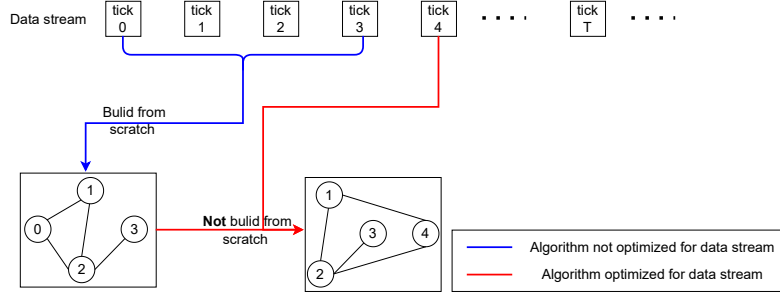 Data stream
tick
0
tick
1
tick
2
tick
3
tick
4
. . . .
tick
T
. . . .
Bulid from
scratch
0
1
2
3
Not bulid from
scratch
1
2
3
4
Algorithm not optimized for data stream
Algorithm optimized for data stream